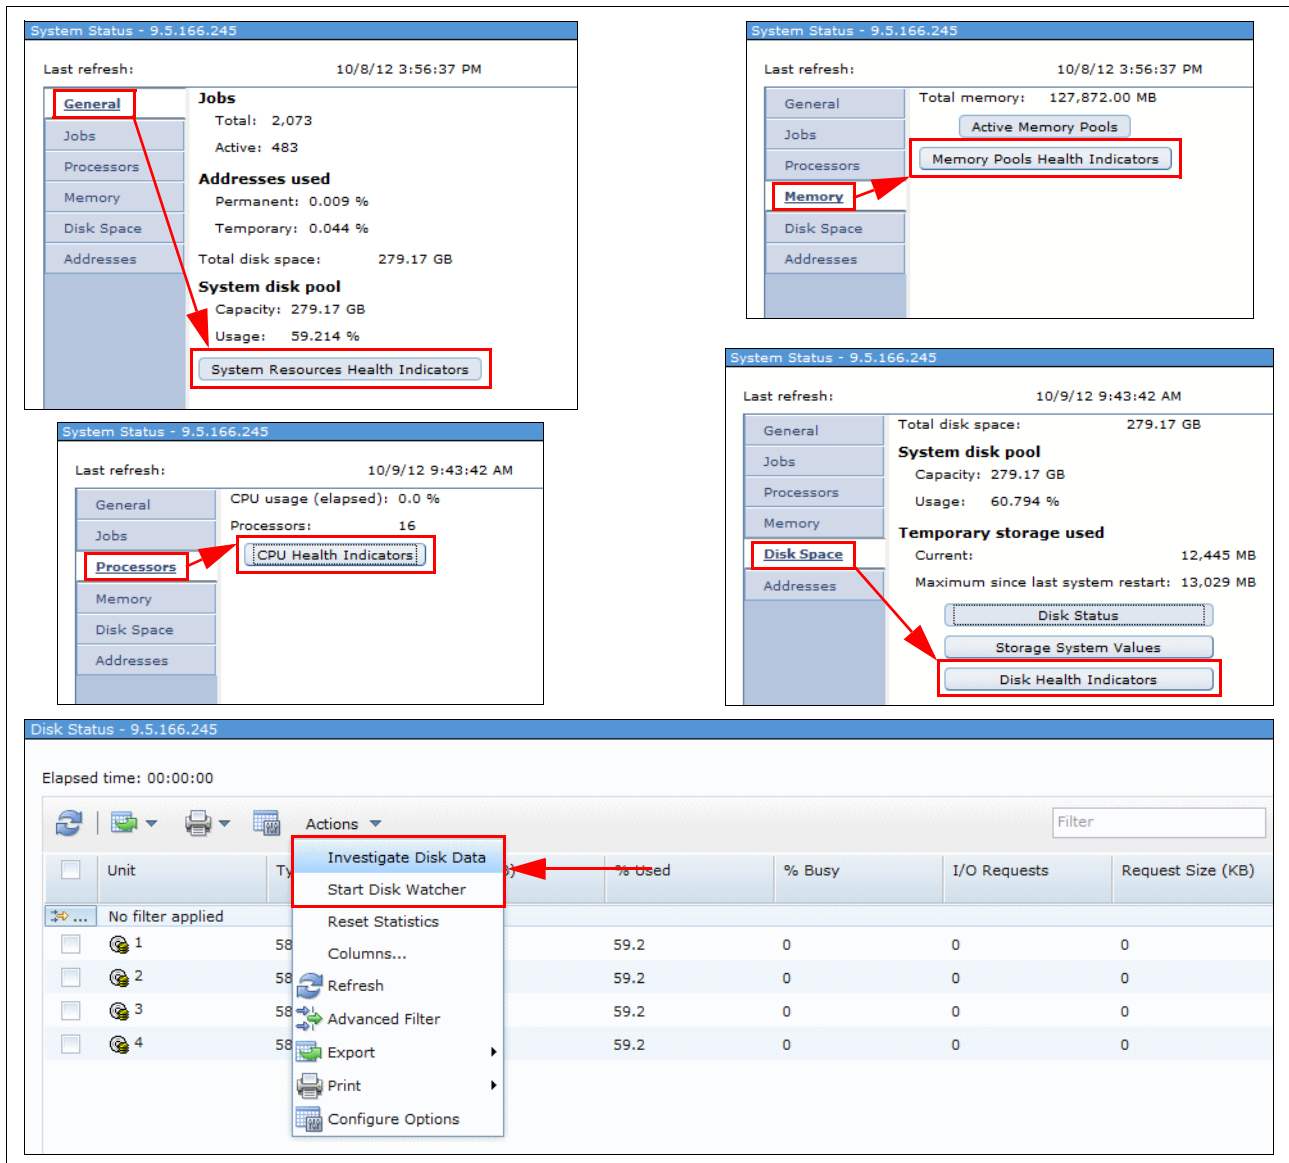 System Status - 9.5.166.245
Last refresh: 10/8/12 3:56:37 PM
General
Jobs
Processors
Memory
Disk Space
Addresses
Jobs
Total: 2,073
Active: 483
Addresses used
Permanent: 0.009 %
Temporary: 0.044 %
Total disk space: 279.17 GB
System disk pool
Capacity: 279.17 GB
Usage: 59.214 %
System Resources Health Indicators
System Status - 9.5.166.245
Last refresh: 10/8/12 3:56:37 PM
General
Jobs
Processors
Memory
Disk Space
Addresses
Total memory: 127,872.00 MB
Active Memory Pools
Memory Pools Health Indicators
System Status - 9.5.166.245
Last refresh: 10/9/12 9:43:42 AM
General
Jobs
Processors
Memory
Disk Space
Addresses
CPU usage (elapsed): 0.0 %
Processors: 16
CPU Health Indicators
System Status - 9.5.166.245
Last refresh: 10/9/12 9:43:42 AM
General
Jobs
Processors
Memory
Disk Space
Addresses
Total disk space: 279.17 GB
System disk pool
Capacity: 279.17 GB
Usage: 60.794 %
Temporary storage used
Current: 12,445 MB
Maximum since last system restart: 13,029 MB
Disk Status
Storage System Values
Disk Health Indicators
Disk Status - 9.5.166.245
Elapsed time: 00:00:00
Actions
Filter
Unit % Used % Busy I/O Requests Request Size (KB)
No filter applied
1 58 59.2 0 0 0
2 58 59.2 0 0 0
3 58 59.2 0 0 0
4 58 59.2 0 0 0
Investigate Disk Data
Start Disk Watcher
Reset Statistics
Columns...
Refresh
Advanced Filter
Export
Print
Configure Options